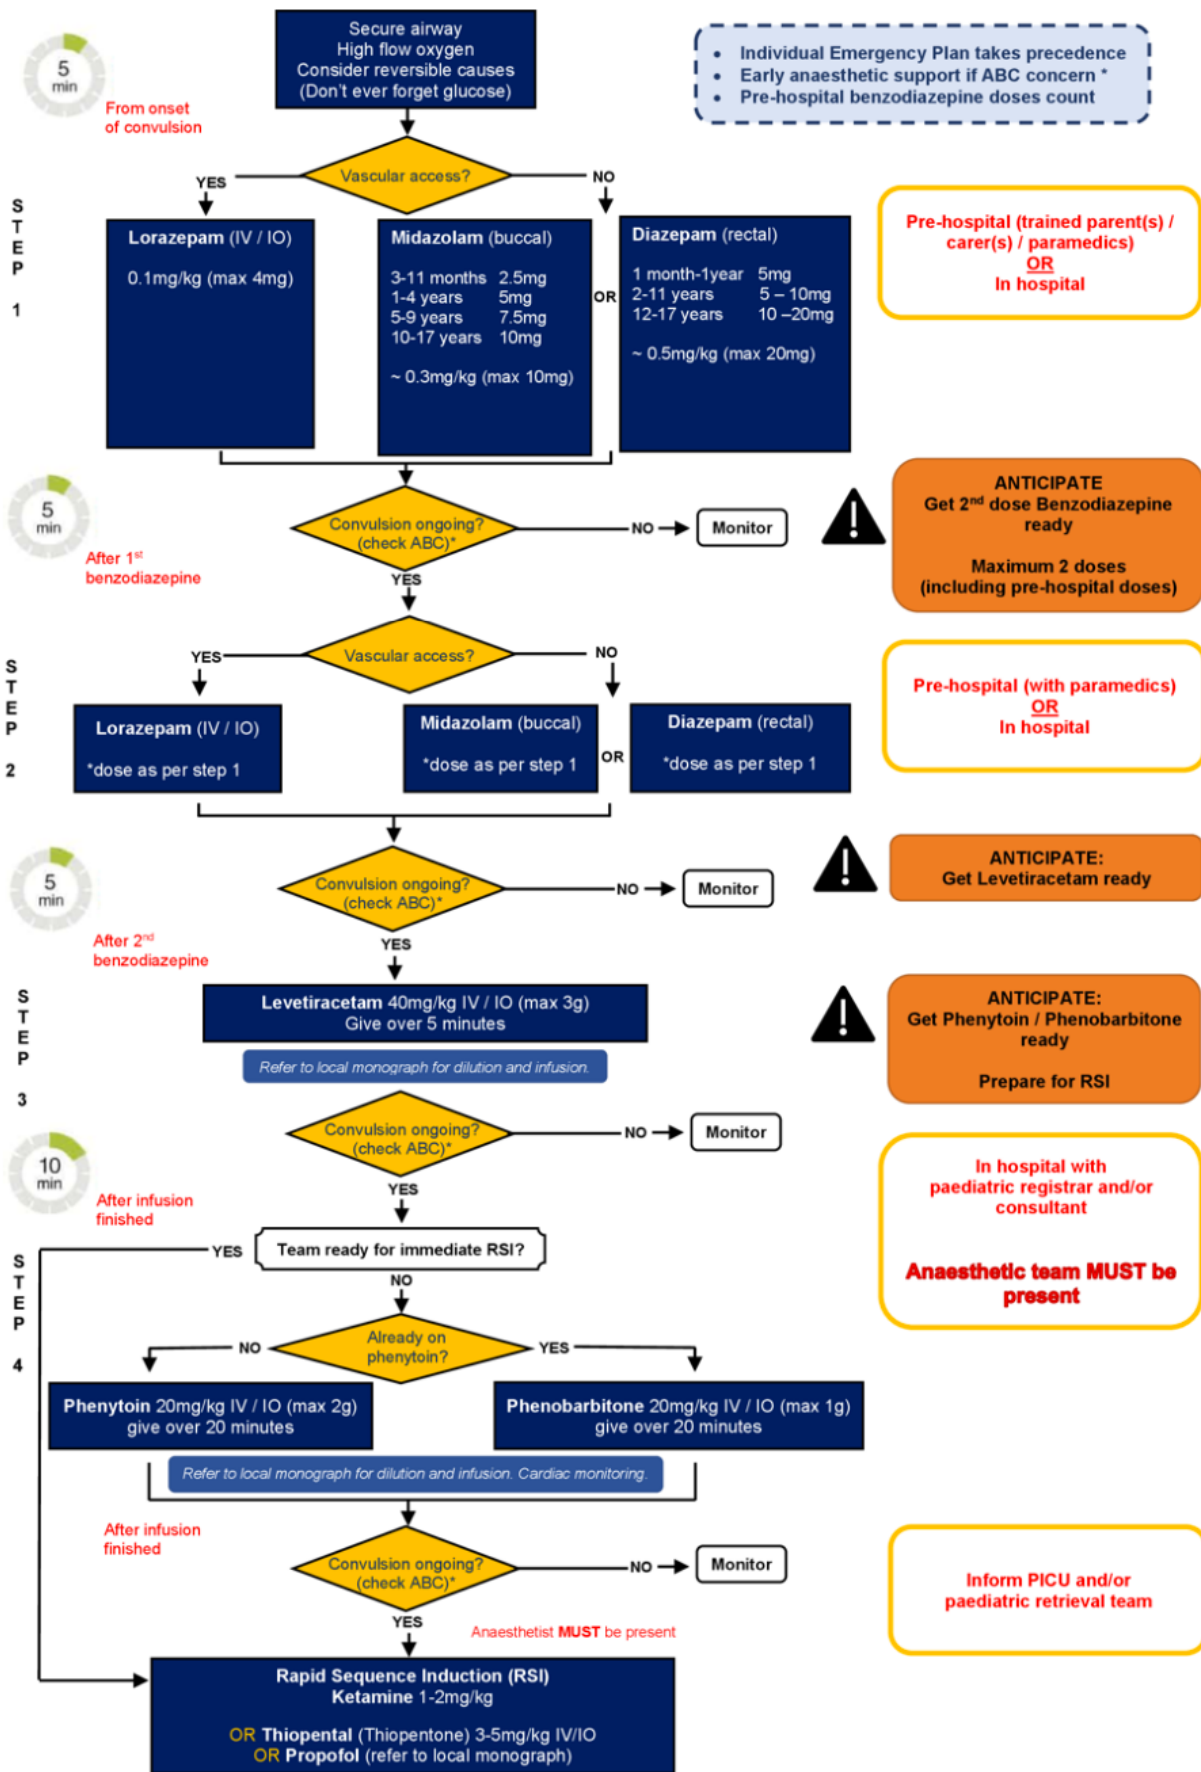 Secure airway
High flow oxygen
Consider reversible causes
(Don't ever forget glucose)
• Individual Emergency Plan takes precedence
• Early anaesthetic support if ABC concern *
• Pre-hospital benzodiazepine doses count
5
min
From onset
of convulsion
Vascular access?
YES
NO
STEP 1
Lorazepam (IV / IO)
0.1mg/kg (max 4mg)
Midazolam (buccal)
3-11 months 2.5mg
1-4 years 5mg
5-9 years 7.5mg
10-17 years 10mg
~ 0.3mg/kg (max 10mg)
OR
Diazepam (rectal)
1 month-1year 5mg
2-11 years 5 – 10mg
12-17 years 10 –20mg
~ 0.5mg/kg (max 20mg)
Pre-hospital (trained parent(s) /
carer(s) / paramedics)
OR
In hospital
5
min
After 1st
benzodiazepine
Convulsion ongoing?
(check ABC)*
NO
Monitor
YES
ANTICIPATE
Get 2nd dose Benzodiazepine
ready
Maximum 2 doses
(including pre-hospital doses)
Vascular access?
YES
NO
STEP 2
Lorazepam (IV / IO)
*dose as per step 1
Midazolam (buccal)
*dose as per step 1
OR
Diazepam (rectal)
*dose as per step 1
Pre-hospital (with paramedics)
OR
In hospital
5
min
After 2nd
benzodiazepine
Convulsion ongoing?
(check ABC)*
NO
Monitor
YES
ANTICIPATE:
Get Levetiracetam ready
STEP 3
Levetiracetam 40mg/kg IV / IO (max 3g)
Give over 5 minutes
Refer to local monograph for dilution and infusion.
ANTICIPATE:
Get Phenytoin / Phenobarbitone
ready
Prepare for RSI
10
min
After infusion
finished
Convulsion ongoing?
(check ABC)*
NO
Monitor
YES
In hospital with
paediatric registrar and/or
consultant
Anaesthetic team MUST be
present
STEP 4
YES
Team ready for immediate RSI?
NO
Already on
phenytoin?
NO
YES
Phenytoin 20mg/kg IV / IO (max 2g)
give over 20 minutes
Phenobarbitone 20mg/kg IV / IO (max 1g)
give over 20 minutes
Refer to local monograph for dilution and infusion. Cardiac monitoring.
After infusion
finished
Convulsion ongoing?
(check ABC)*
NO
Monitor
YES
Anaesthetist MUST be present
Inform PICU and/or
paediatric retrieval team
Rapid Sequence Induction (RSI)
Ketamine 1-2mg/kg
OR Thiopental (Thiopentone) 3-5mg/kg IV/IO
OR Propofol (refer to local monograph)